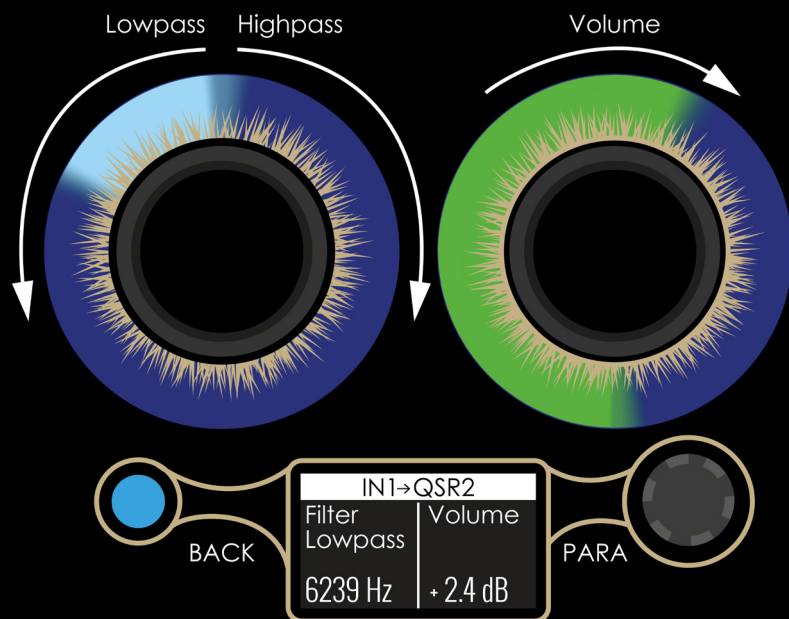 Lowpass
Highpass
Volume
IN1→QSR2
Filter
Lowpass
6239 Hz
Volume
+ 2.4 dB
BACK
PARA